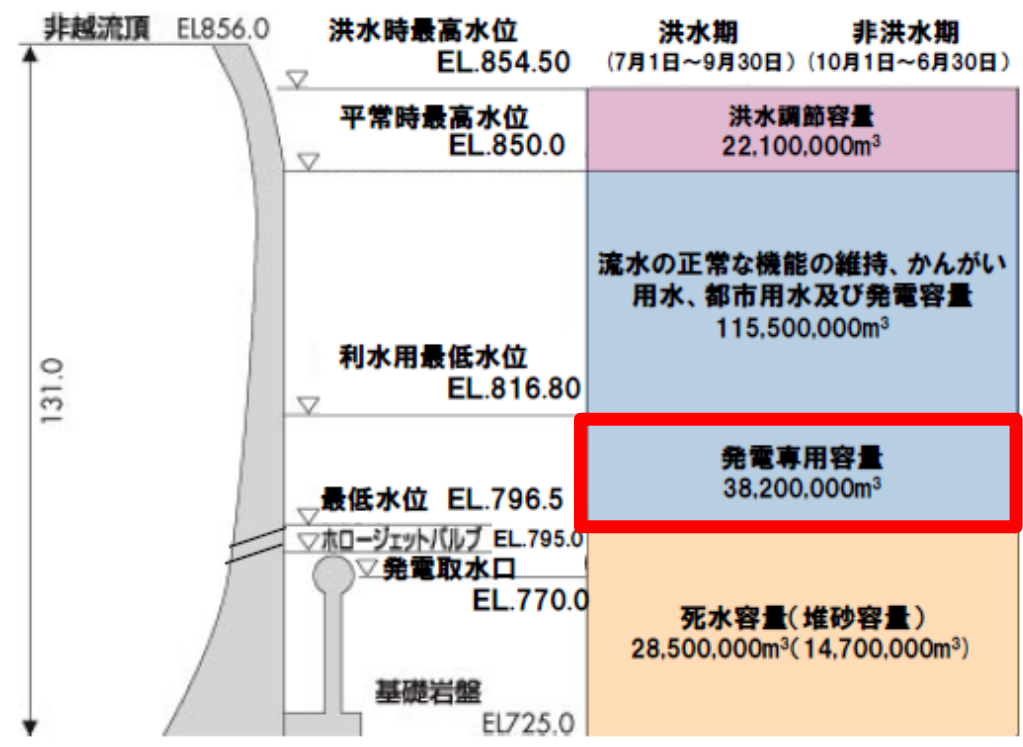 非越流頂 EL856.0
洪水時最高水位
EL.854.50
洪水期
(7月1日～9月30日)
非洪水期
(10月1日～6月30日)
平常時最高水位
EL.850.0
洪水調節容量
22,100,000m³
流水の正常な機能の維持、かんがい
用水、都市用水及び発電容量
115,500,000m³
利水用最低水位
EL.816.80
131.0
発電専用容量
38,200,000m³
最低水位 EL.796.5
ホロージェットバルブ EL.795.0
発電取水口
EL.770.0
死水容量(堆砂容量)
28,500,000m³(14,700,000m³)
基礎岩盤
EL725.0